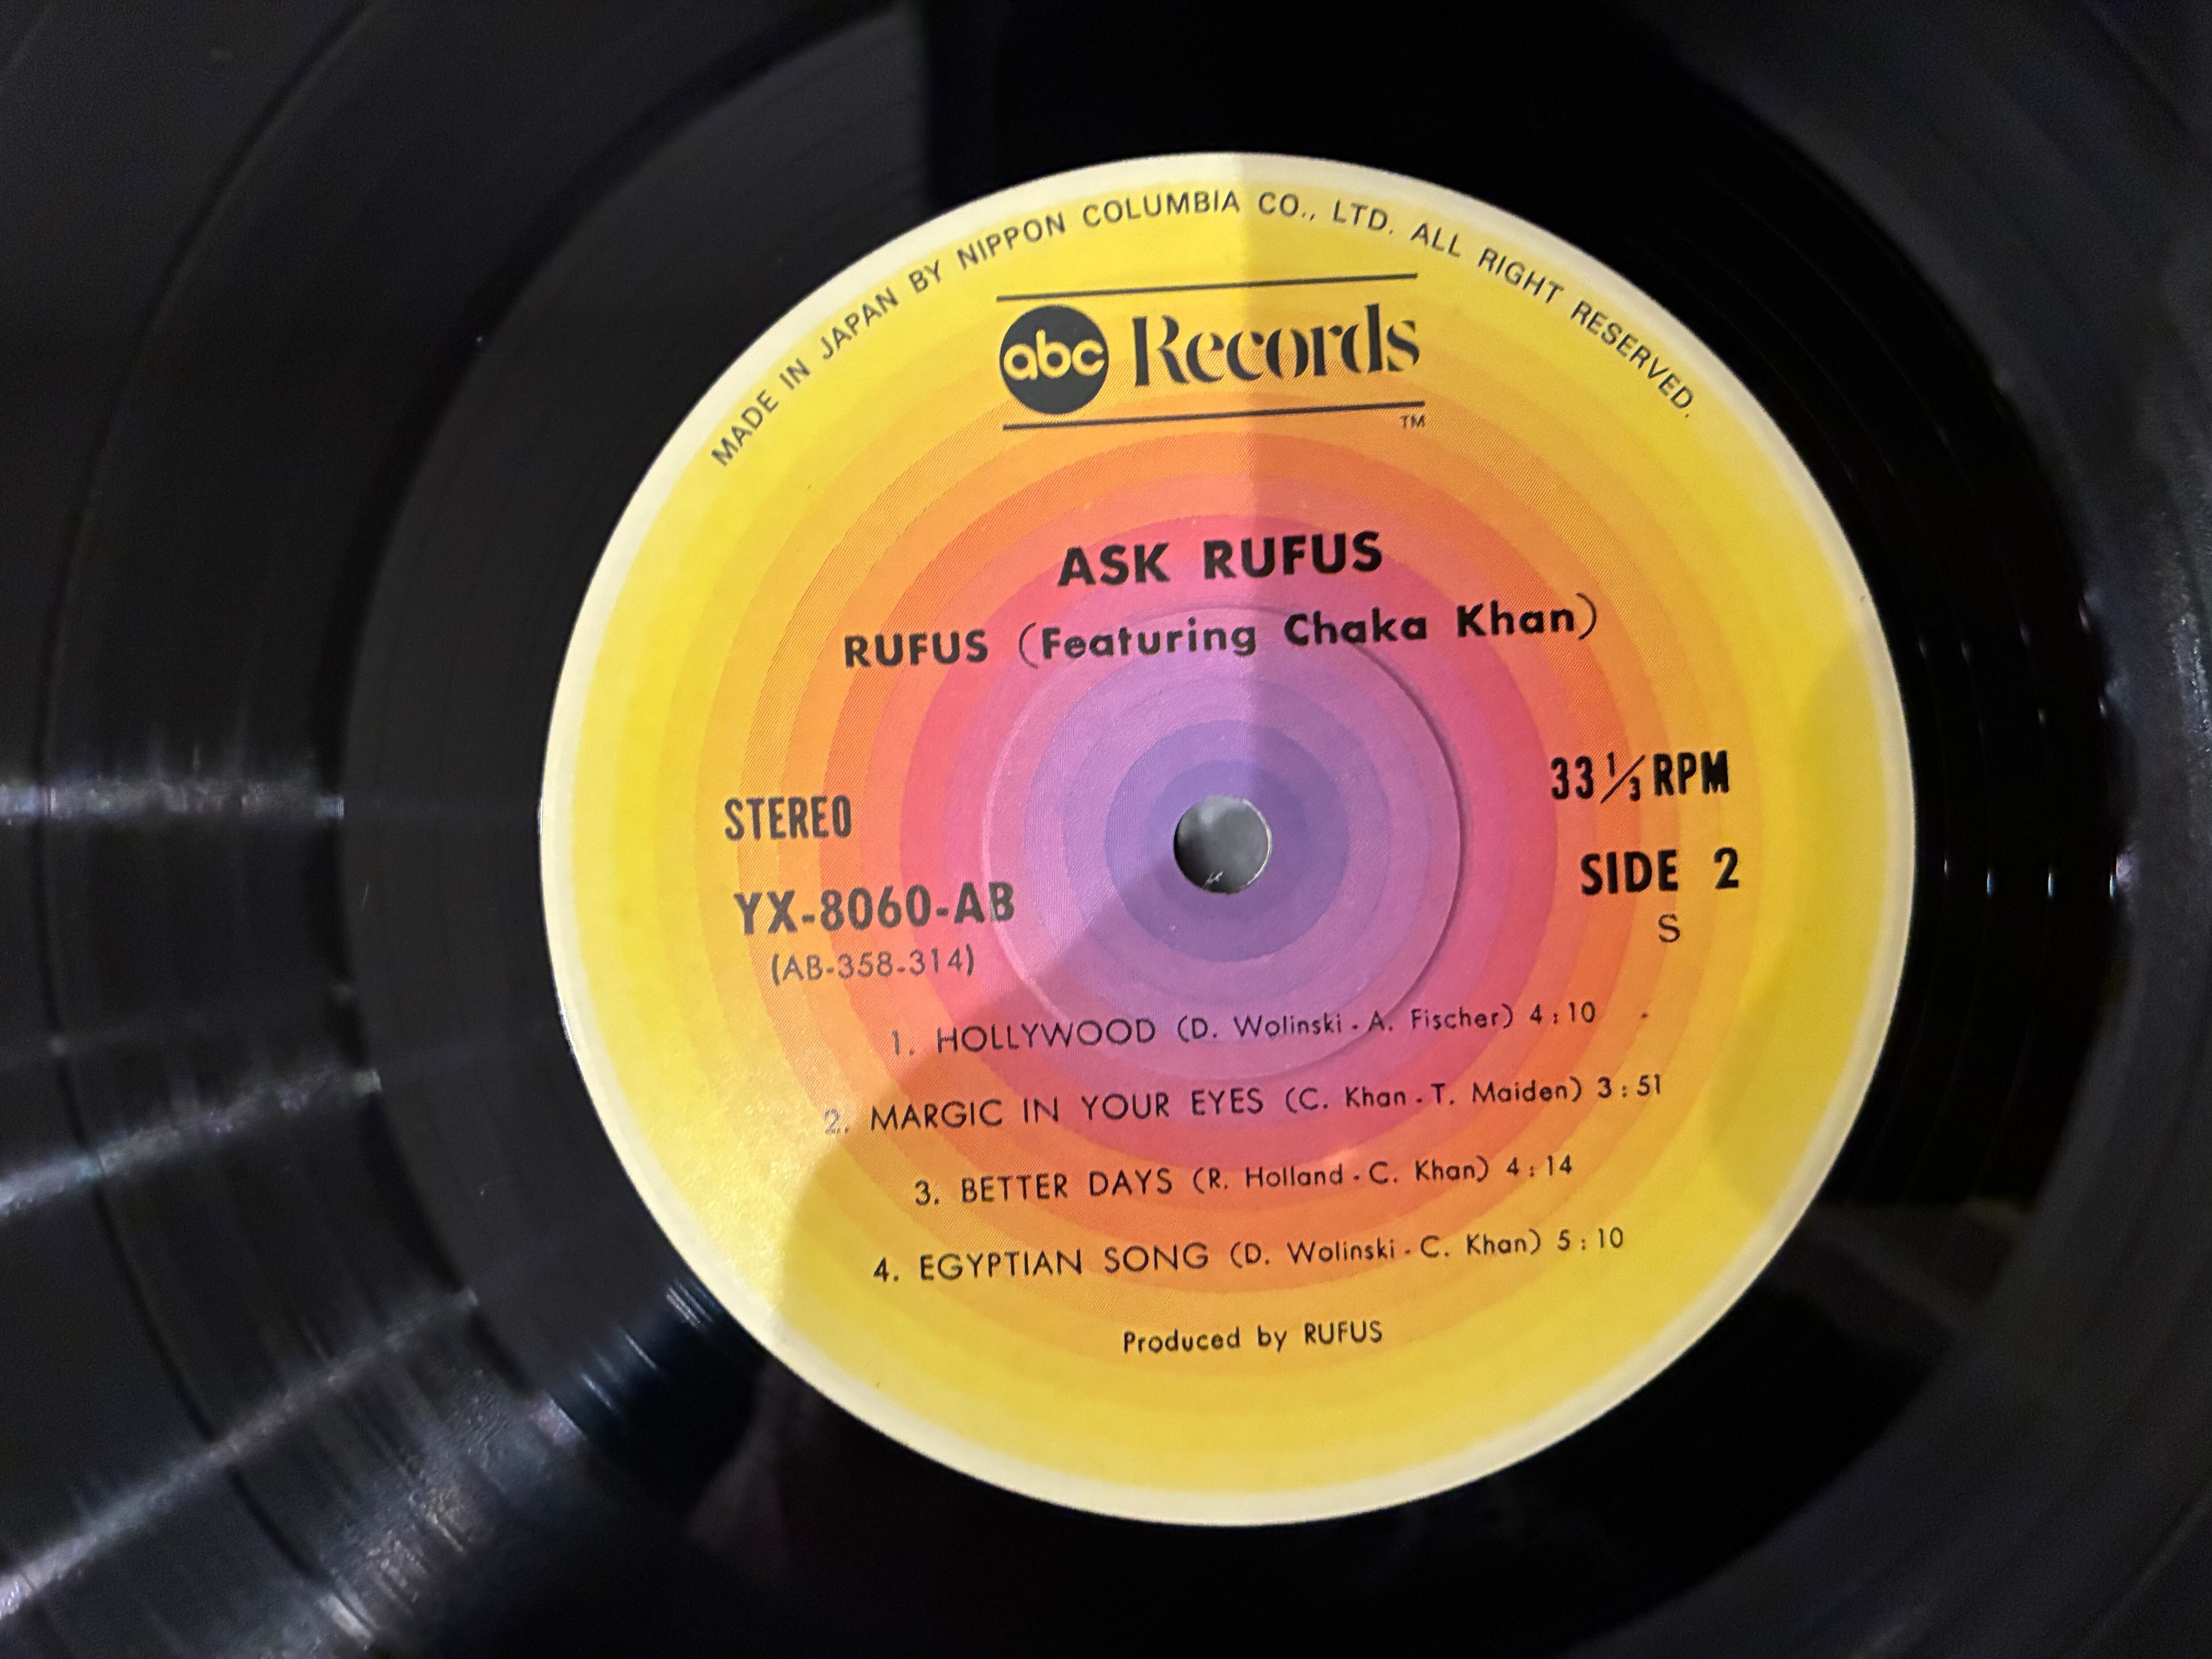 MADE IN JAPAN BY NIPPON COLUMBIA CO., LTD. ALL RIGHT RESERVED.
abc Records
TM
ASK RUFUS
RUFUS (Featuring Chaka Khan)
STEREO
33 1/3 RPM
YX-8060-AB
SIDE 2
(AB-358-314)
S
1. HOLLYWOOD (D. Wolinski - A. Fischer) 4:10
2. MARGIC IN YOUR EYES (C. Khan - T. Maiden) 3:51
3. BETTER DAYS (R. Holland - C. Khan) 4:14
4. EGYPTIAN SONG (D. Wolinski - C. Khan) 5:10
Produced by RUFUS